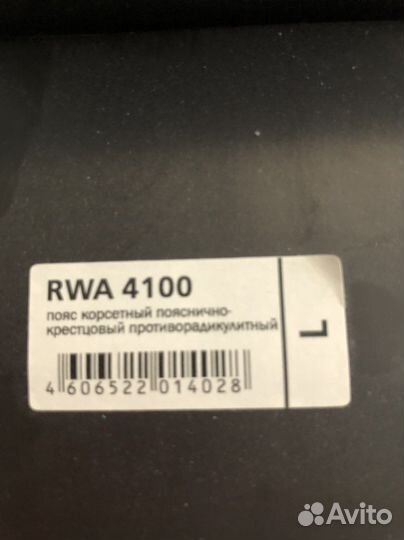 RWA 4100
пояс корсетный пояснично-
крестцовый противорадикулитный
L
4 606522 014028
Avito